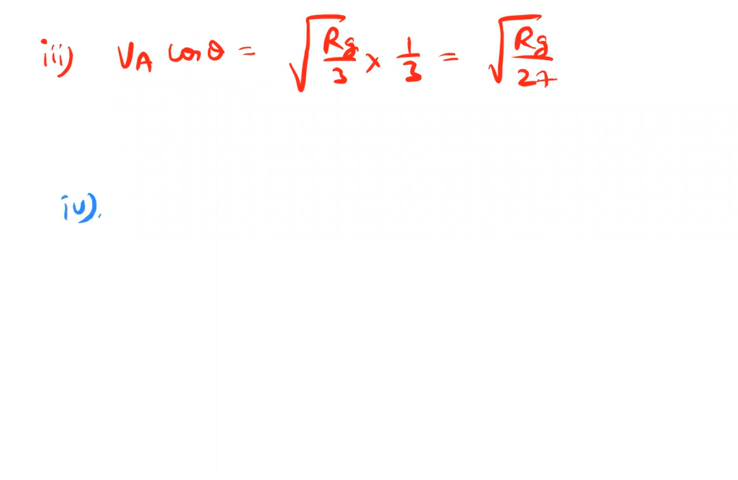 iii) V_A cos θ = √(Rg/3) × 1/3 = √(Rg/27)
iv).